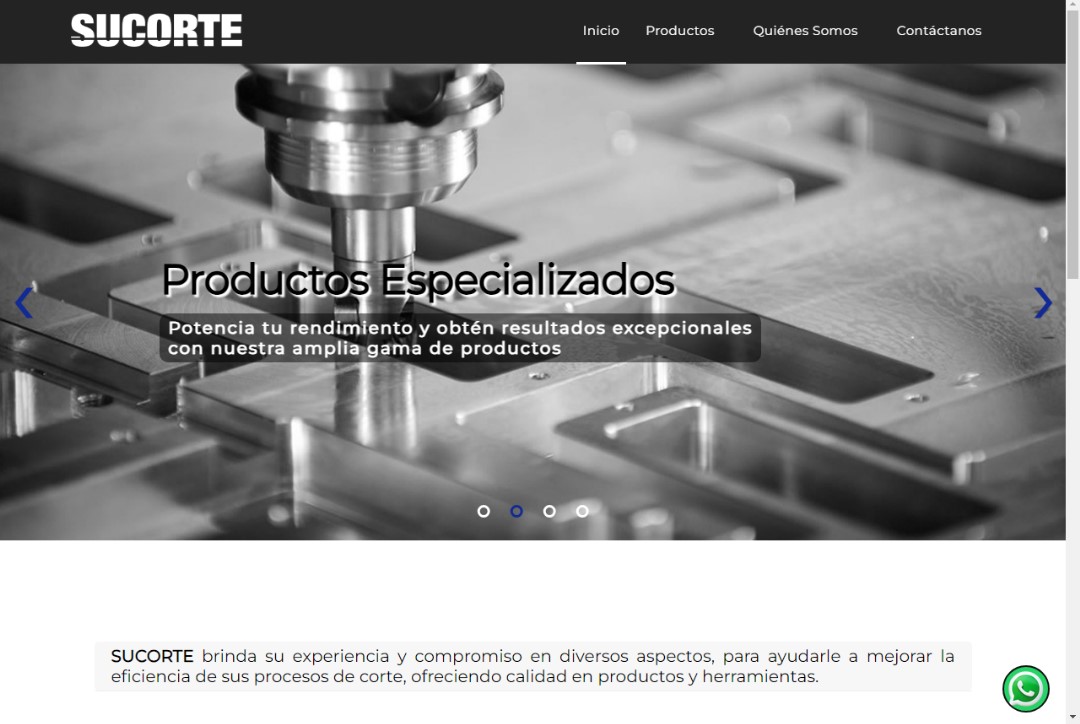 SUCORTE
Inicio Productos Quiénes Somos Contáctanos
Productos Especializados
Potencia tu rendimiento y obtén resultados excepcionales
con nuestra amplia gama de productos
SUCORTE brinda su experiencia y compromiso en diversos aspectos, para ayudarle a mejorar la
eficiencia de sus procesos de corte, ofreciendo calidad en productos y herramientas.